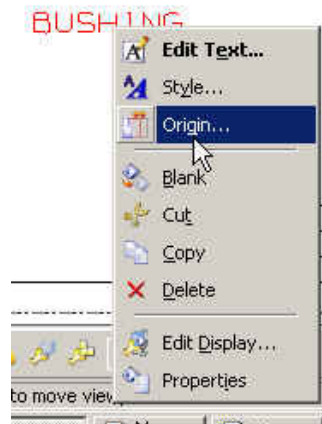 BUSHING
Edit Text...
Style...
Origin...
Blank
Cut
Copy
Delete
Edit Display...
Properties
to move view